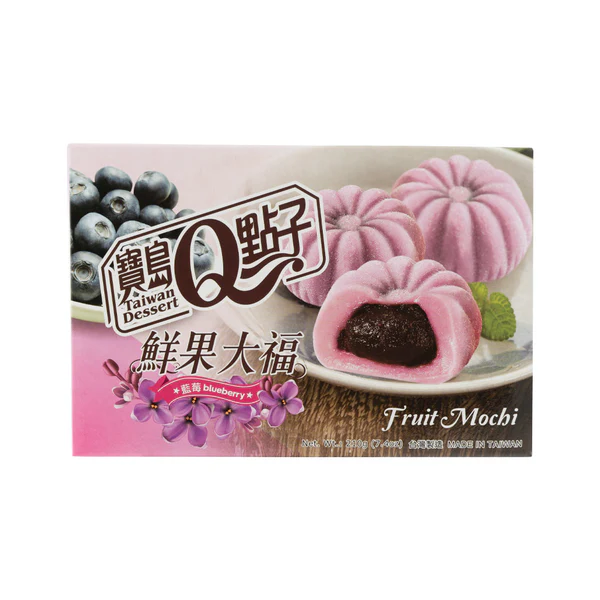 寶島Q點子
Taiwan
Dessert
鮮果大福
★藍莓 blueberry★
Fruit Mochi
Net. Wt.: 210g (7.4oz) 台灣製造 MADE IN TAIWAN